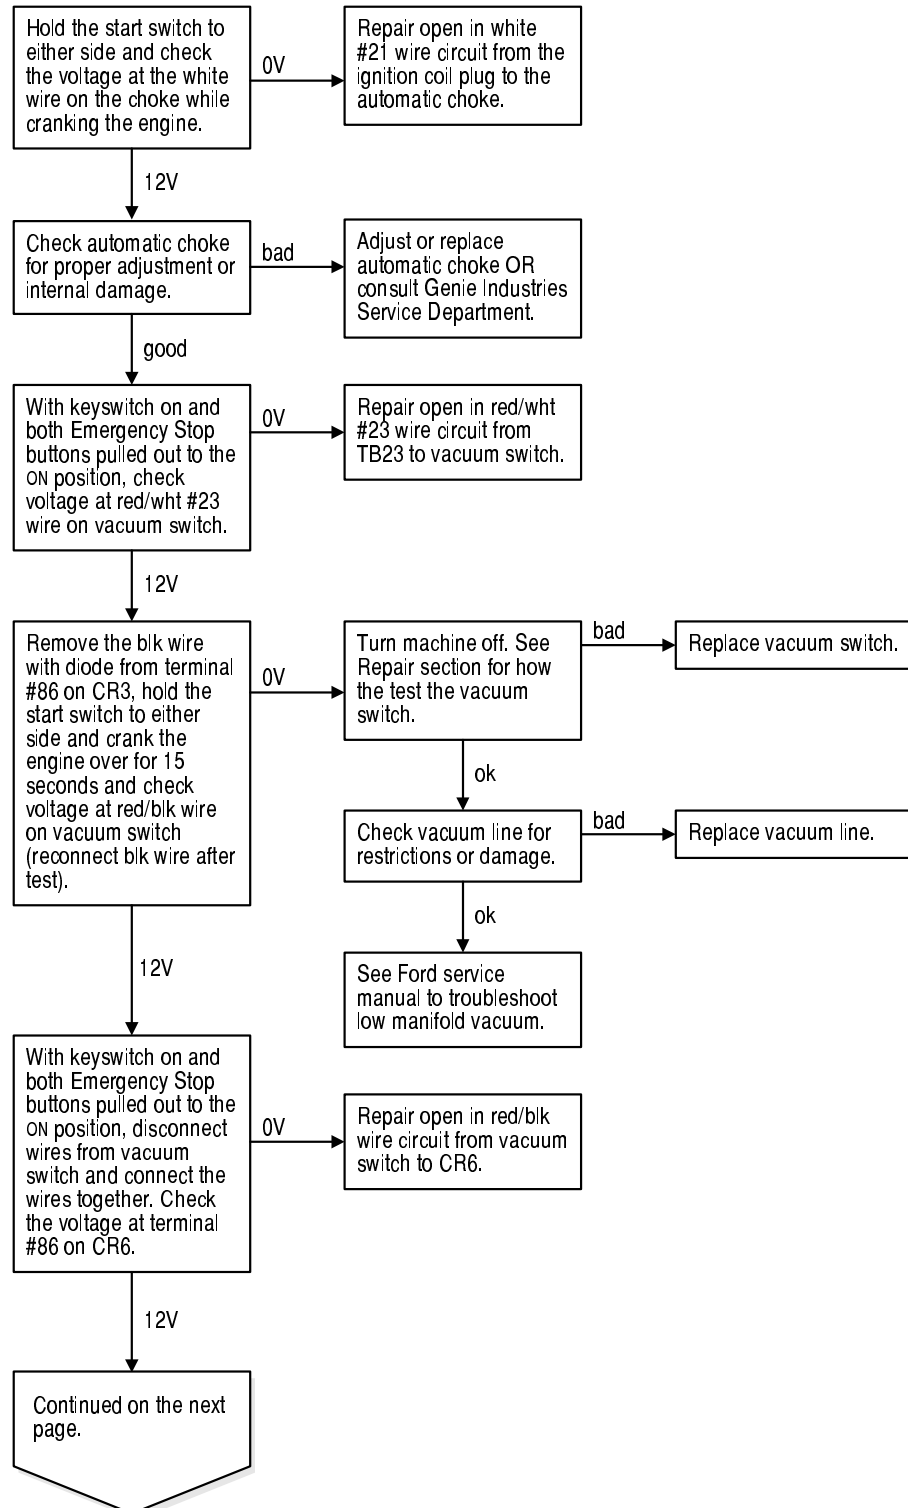 Hold the start switch to
either side and check
the voltage at the white
wire on the choke while
cranking the engine.
0V
Repair open in white
#21 wire circuit from the
ignition coil plug to the
automatic choke.
12V
Check automatic choke
for proper adjustment or
internal damage.
bad
Adjust or replace
automatic choke OR
consult Genie Industries
Service Department.
good
With keyswitch on and
both Emergency Stop
buttons pulled out to the
ON position, check
voltage at red/wht #23
wire on vacuum switch.
0V
Repair open in red/wht
#23 wire circuit from
TB23 to vacuum switch.
12V
Remove the blk wire
with diode from terminal
#86 on CR3, hold the
start switch to either
side and crank the
engine over for 15
seconds and check
voltage at red/blk wire
on vacuum switch
(reconnect blk wire after
test).
0V
Turn machine off. See
Repair section for how
the test the vacuum
switch.
bad
Replace vacuum switch.
ok
Check vacuum line for
restrictions or damage.
bad
Replace vacuum line.
ok
See Ford service
manual to troubleshoot
low manifold vacuum.
12V
With keyswitch on and
both Emergency Stop
buttons pulled out to the
ON position, disconnect
wires from vacuum
switch and connect the
wires together. Check
the voltage at terminal
#86 on CR6.
0V
Repair open in red/blk
wire circuit from vacuum
switch to CR6.
12V
Continued on the next
page.